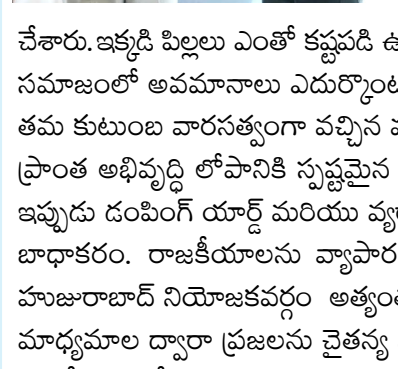 చేశారు. ఇక్కడి పిల్లలు ఎంతో కష్టపడి
సమాజంలో అవమానాలు ఎదుర్కొంట
తమ కుటుంబ వారసత్వంగా వచ్చిన
ప్రాంత అభివృద్ధి లోపానికి స్పష్టమైన
ఇప్పుడు డంపింగ్ యార్డ్ మరియు
బాధాకరం. రాజకీయాలను వ్యాపార
హుజురాబాద్ నియోజకవర్గం అత్యంత
మాధ్యమాల ద్వారా ప్రజలను చైతన్య